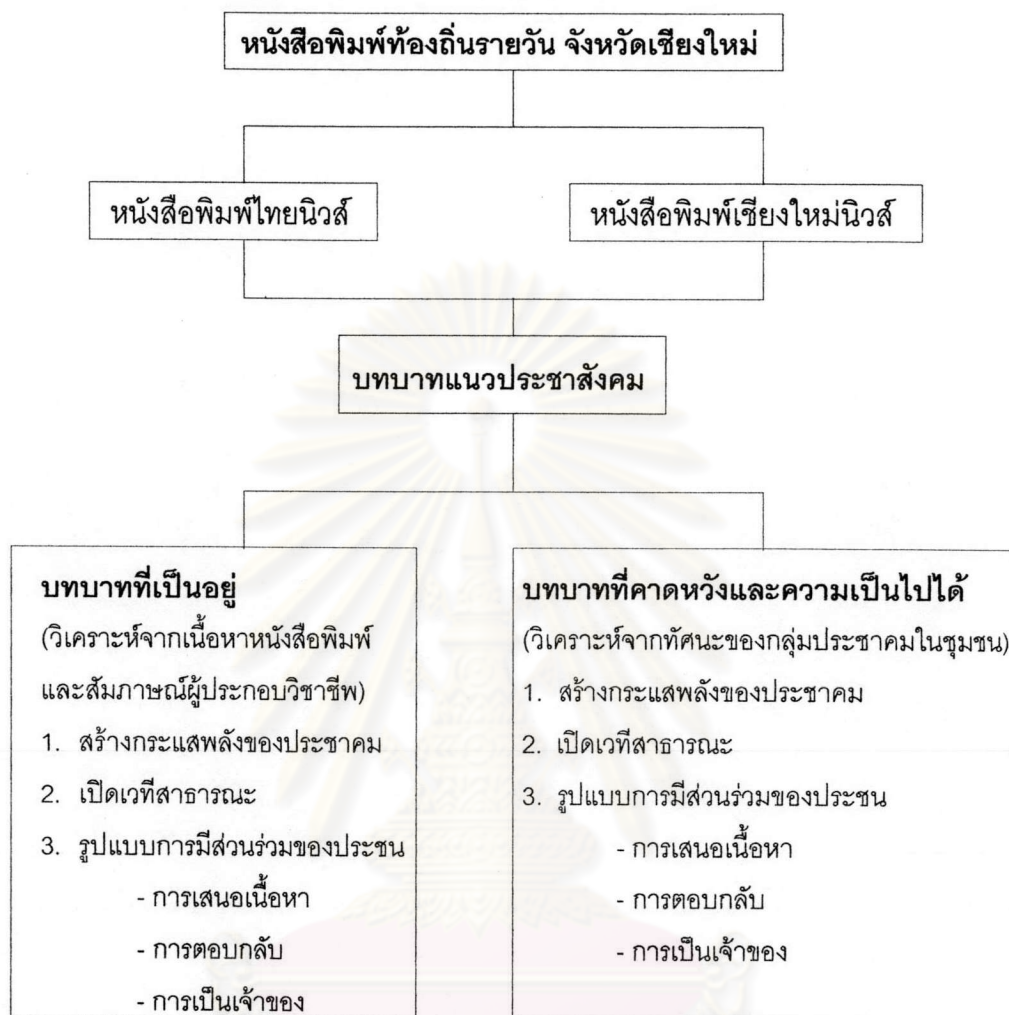 หนังสือพิมพ์ท้องถิ่นรายวัน จังหวัดเชียงใหม่
หนังสือพิมพ์ไทยนิวส์
หนังสือพิมพ์เชียงใหม่นิวส์
บทบาทแนวประชาสังคม
บทบาทที่เป็นอยู่
(วิเคราะห์จากเนื้อหาหนังสือพิมพ์
และสัมภาษณ์ผู้ประกอบวิชาชีพ)
1. สร้างกระแสพลังของประชาคม
2. เปิดเวทีสาธารณะ
3. รูปแบบการมีส่วนร่วมของประชน
- การเสนอเนื้อหา
- การตอบกลับ
- การเป็นเจ้าของ
บทบาทที่คาดหวังและความเป็นไปได้
(วิเคราะห์จากทัศนะของกลุ่มประชาคมในชุมชน)
1. สร้างกระแสพลังของประชาคม
2. เปิดเวทีสาธารณะ
3. รูปแบบการมีส่วนร่วมของประชน
- การเสนอเนื้อหา
- การตอบกลับ
- การเป็นเจ้าของ